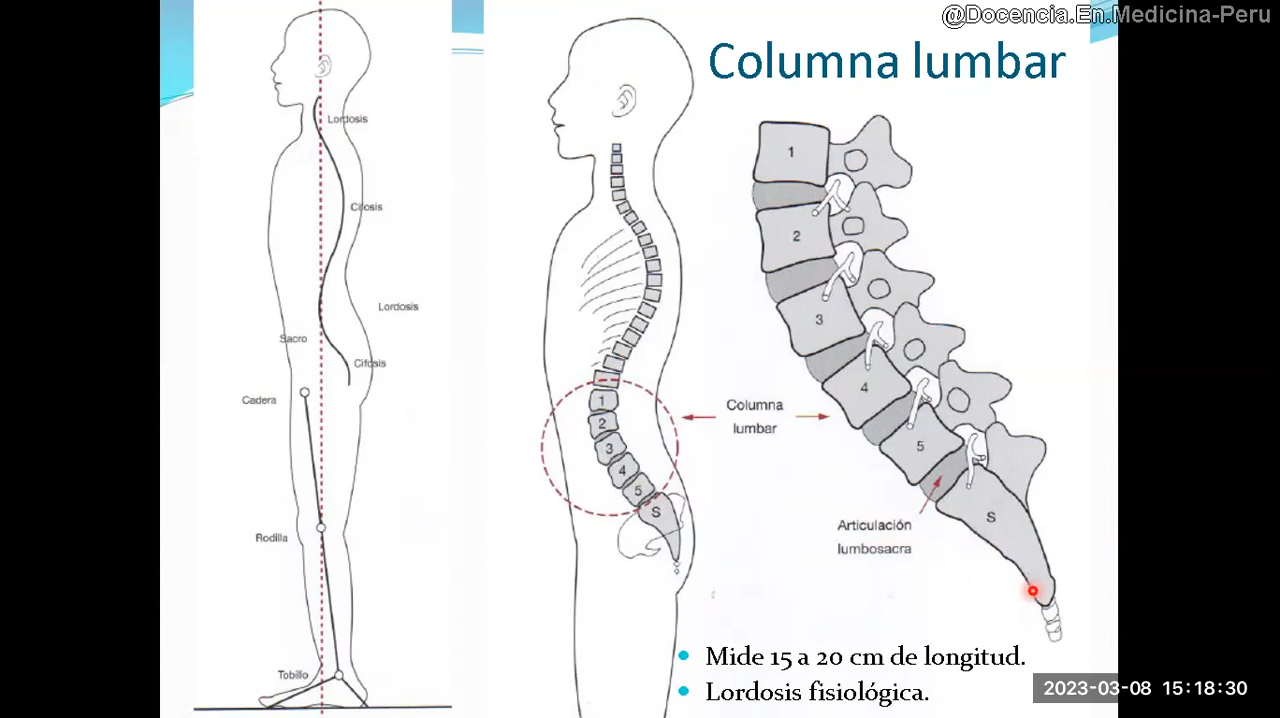 @Docencia.En.Medicina-Peru
Columna lumbar
Lordosis
Cifosis
Lordosis
Sacro
Cifosis
Cadera
Rodilla
Tobillo
1
2
3
4
5
S
Columna
lumbar
1
2
3
4
5
S
Articulación
lumbosacra
• Mide 15 a 20 cm de longitud.
• Lordosis fisiológica.
2023-03-08 15:18:30